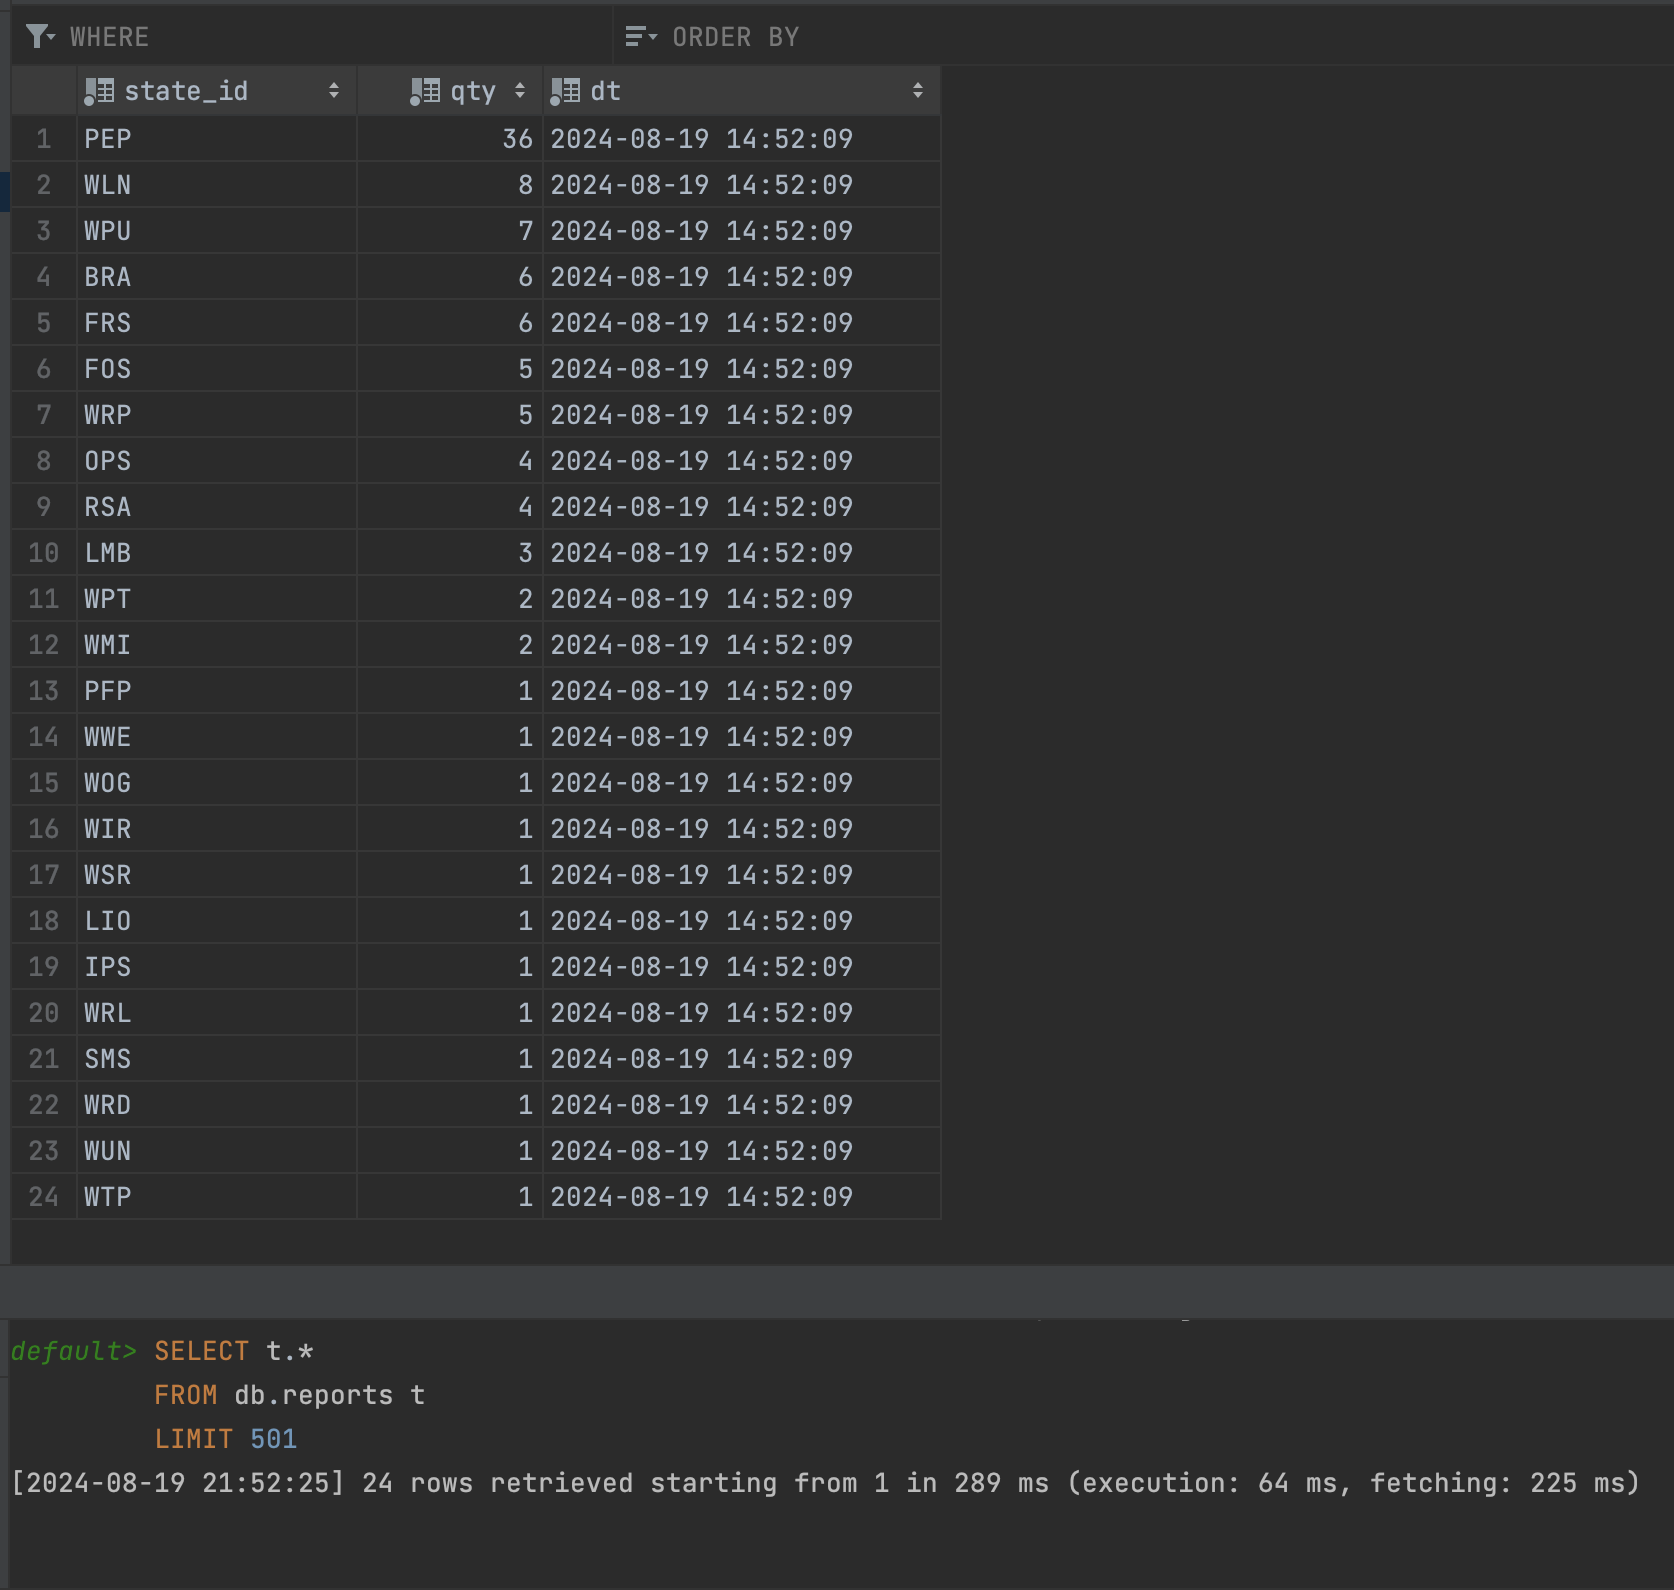 WHERE ORDER BY
state_id qty dt
1 PEP 36 2024-08-19 14:52:09
2 WLN 8 2024-08-19 14:52:09
3 WPU 7 2024-08-19 14:52:09
4 BRA 6 2024-08-19 14:52:09
5 FRS 6 2024-08-19 14:52:09
6 FOS 5 2024-08-19 14:52:09
7 WRP 5 2024-08-19 14:52:09
8 OPS 4 2024-08-19 14:52:09
9 RSA 4 2024-08-19 14:52:09
10 LMB 3 2024-08-19 14:52:09
11 WPT 2 2024-08-19 14:52:09
12 WMI 2 2024-08-19 14:52:09
13 PFP 1 2024-08-19 14:52:09
14 WWE 1 2024-08-19 14:52:09
15 WOG 1 2024-08-19 14:52:09
16 WIR 1 2024-08-19 14:52:09
17 WSR 1 2024-08-19 14:52:09
18 LIO 1 2024-08-19 14:52:09
19 IPS 1 2024-08-19 14:52:09
20 WRL 1 2024-08-19 14:52:09
21 SMS 1 2024-08-19 14:52:09
22 WRD 1 2024-08-19 14:52:09
23 WUN 1 2024-08-19 14:52:09
24 WTP 1 2024-08-19 14:52:09
default> SELECT t.*
FROM db.reports t
LIMIT 501
[2024-08-19 21:52:25] 24 rows retrieved starting from 1 in 289 ms (execution: 64 ms, fetching: 225 ms)